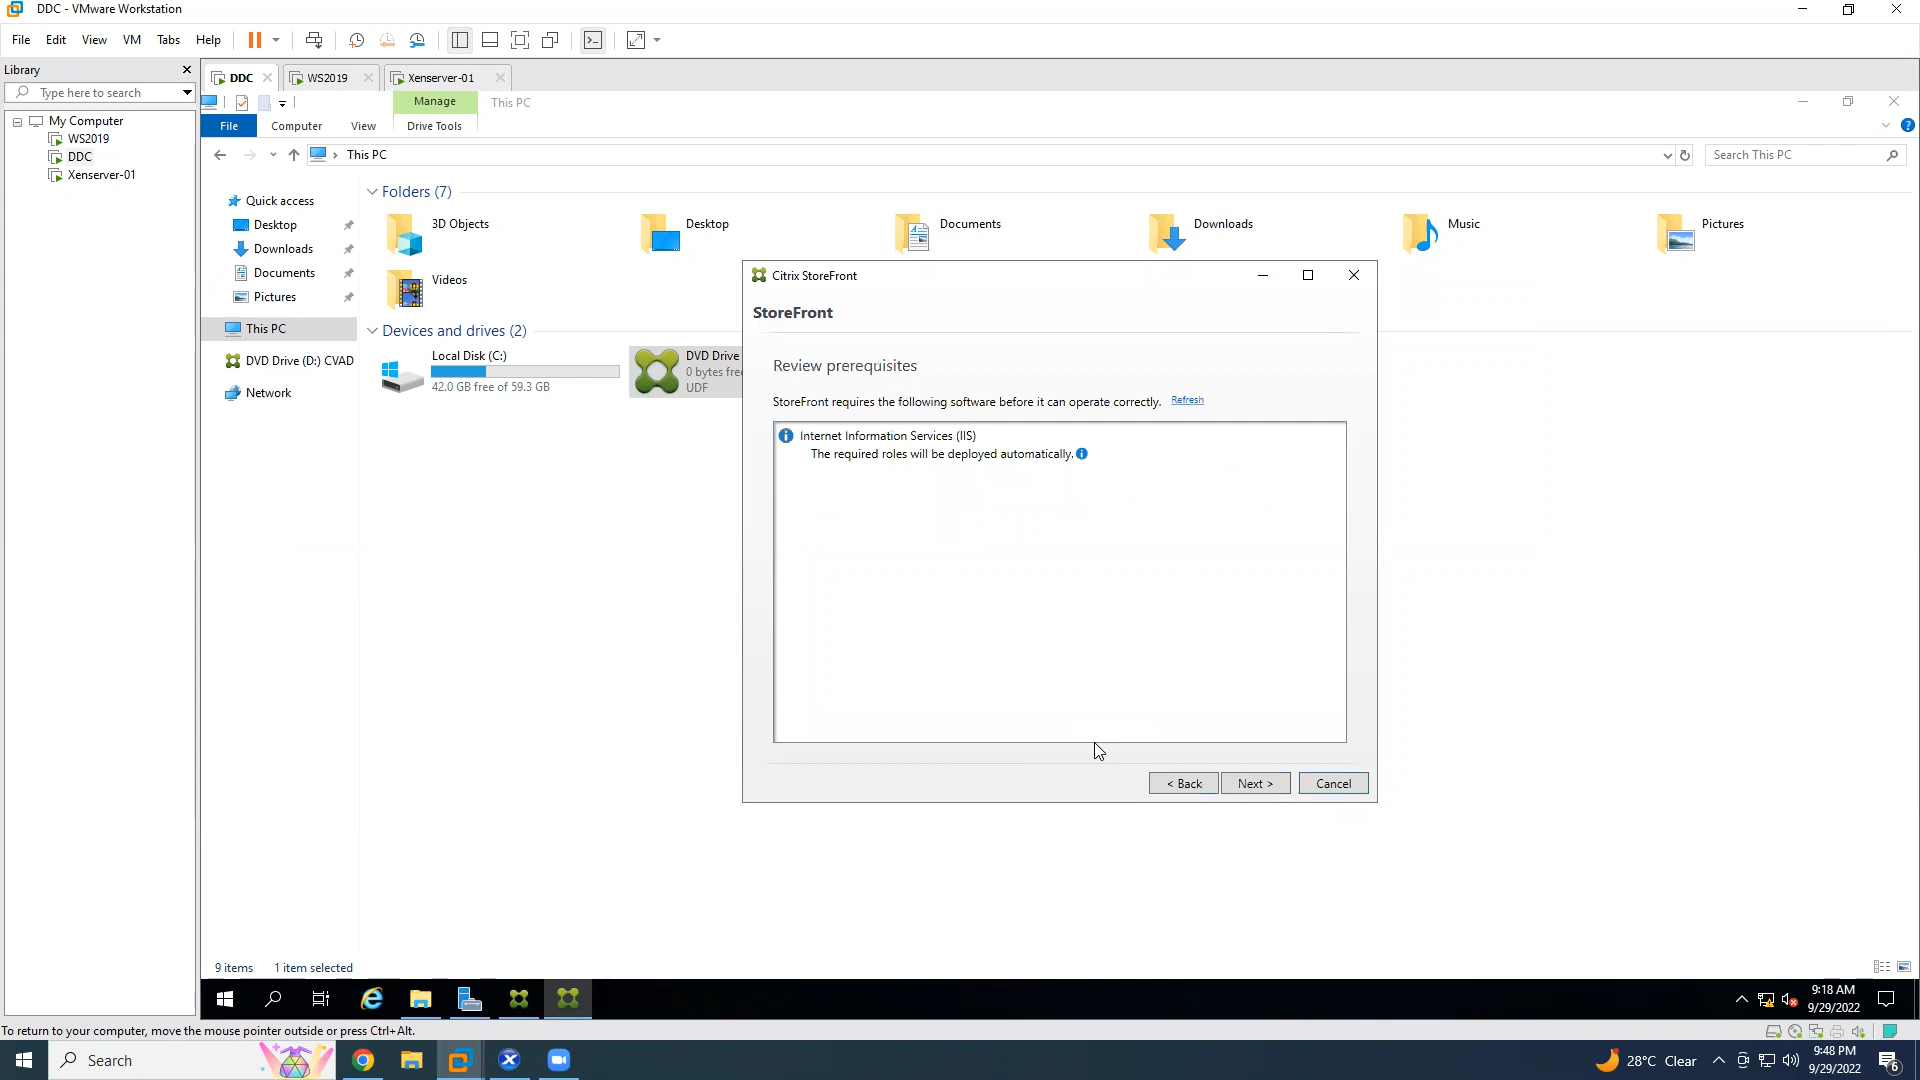 DDC - VMware Workstation
File Edit View VM Tabs Help
Library
Type here to search
My Computer
WS2019
DDC
Xenserver-01
DDC WS2019 Xenserver-01
Manage This PC
File Computer View Drive Tools
This PC
Search This PC
Quick access
Desktop
Downloads
Documents
Pictures
This PC
DVD Drive (D:) CVAD
Network
Folders (7)
3D Objects
Desktop
Documents
Downloads
Music
Pictures
Videos
Devices and drives (2)
Local Disk (C:)
42.0 GB free of 59.3 GB
DVD Drive
0 bytes free
UDF
Citrix StoreFront
StoreFront
Review prerequisites
StoreFront requires the following software before it can operate correctly. Refresh
Internet Information Services (IIS)
The required roles will be deployed automatically.
< Back Next > Cancel
9 items 1 item selected
9:18 AM
9/29/2022
To return to your computer, move the mouse pointer outside or press Ctrl+Alt.
Search
28°C Clear
9:48 PM
9/29/2022
6